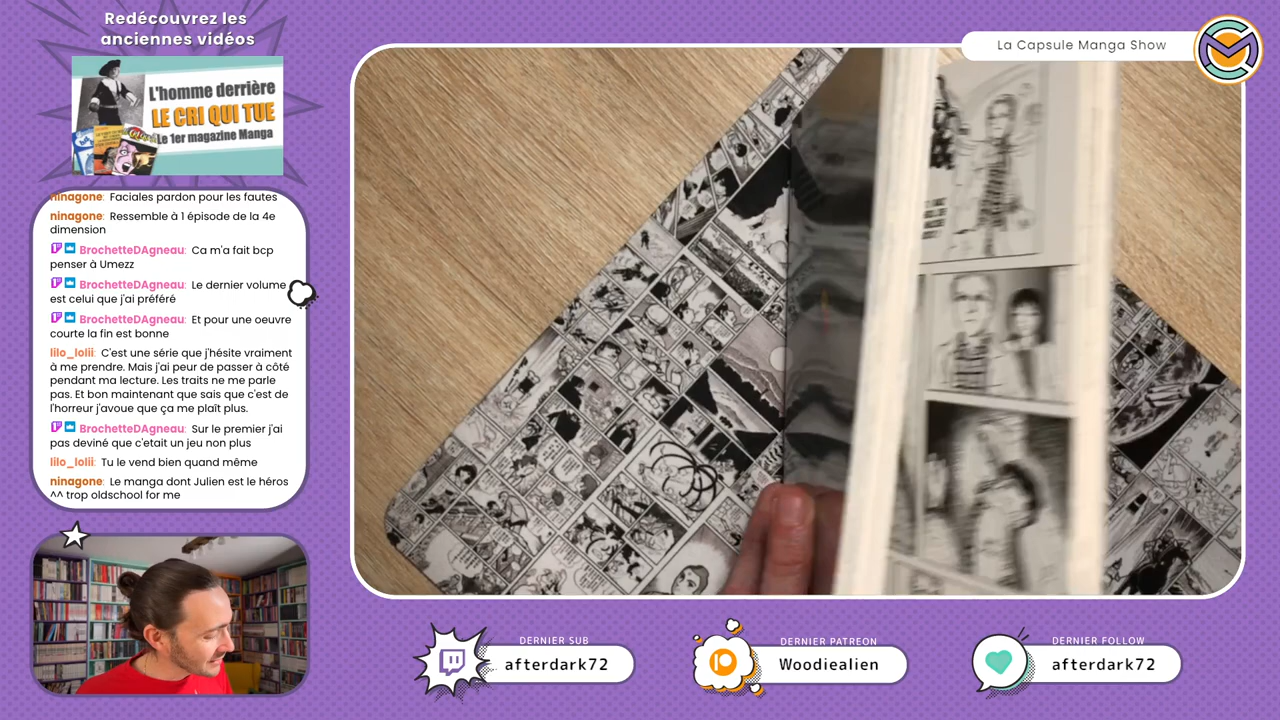 Redécouvrez les
anciennes vidéos
L'homme derrière
LE CRI QUI TUE
Le 1er magazine Manga
ninagone: Faciales pardon pour les fautes
ninagone: Ressemble à 1 épisode de la 4e
dimension
BrochetteDAgneau: Ca m'a fait bcp
penser à Umezz
BrochetteDAgneau: Le dernier volume
est celui que j'ai préféré
BrochetteDAgneau: Et pour une oeuvre
courte la fin est bonne
lilo_lolii: C'est une série que j'hésite vraiment
à me prendre. Mais j'ai peur de passer à côté
pendant ma lecture. Les traits ne me parle
pas. Et bon maintenant que sais que c'est de
l'horreur j'avoue que ça me plaît plus.
BrochetteDAgneau: Sur le premier j'ai
pas deviné que c'etait un jeu non plus
lilo_lolii: Tu le vend bien quand même
ninagone: Le manga dont Julien est le héros
^^ trop oldschool for me
La Capsule Manga Show
DERNIER SUB
afterdark72
DERNIER PATREON
Woodiealien
DERNIER FOLLOW
afterdark72